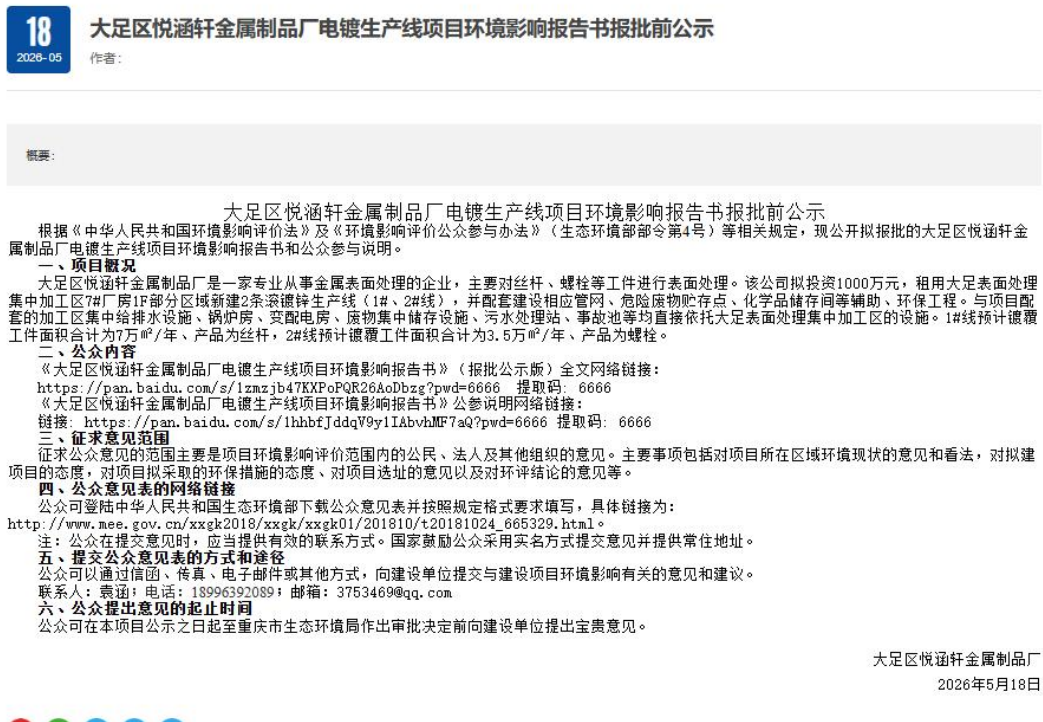 18
2026-05
大足区悦涵轩金属制品厂电镀生产线项目环境影响报告书报批前公示
作者：
概要：
大足区悦涵轩金属制品厂电镀生产线项目环境影响报告书报批前公示
根据《中华人民共和国环境影响评价法》及《环境影响评价公众参与办法》（生态环境部部令第4号）等相关规定，现公开拟报批的大足区悦涵轩金
属制品厂电镀生产线项目环境影响报告书和公众参与说明。
一、项目概况
大足区悦涵轩金属制品厂是一家专业从事金属表面处理的企业，主要对丝杆、螺栓等工件进行表面处理。该公司拟投资1000万元，租用大足表面处理
集中加工区7#厂房1F部分区域新建2条滚镀锌生产线（1#、2#线），并配套建设相应管网、危险废物贮存点、化学品储存间等辅助、环保工程。与项目配
套的加工区集中给排水设施、锅炉房、变配电房、废物集中储存设施、污水处理站、事故池等均直接依托大足表面处理集中加工区的设施。1#线预计镀覆
工件面积合计为7万㎡/年、产品为丝杆，2#线预计镀覆工件面积合计为3.5万㎡/年、产品为螺栓。
二、公众内容
《大足区悦涵轩金属制品厂电镀生产线项目环境影响报告书》（报批公示版）全文网络链接：
https://pan.baidu.com/s/1zmzjb47KXPoPQR26AoDbzg?pwd=6666 提取码: 6666
《大足区悦涵轩金属制品厂电镀生产线项目环境影响报告书》公参说明网络链接：
链接: https://pan.baidu.com/s/1hhbfJddqV9y1IAbvhMF7aQ?pwd=6666 提取码: 6666
三、征求意见范围
征求公众意见的范围主要是项目环境影响评价范围内的公民、法人及其他组织的意见。主要事项包括对项目所在区域环境现状的意见和看法，对拟建
项目的态度，对项目拟采取的环保措施的态度、对项目选址的意见以及对环评结论的意见等。
四、公众意见表的网络链接
公众可登陆中华人民共和国生态环境部下载公众意见表并按照规定格式要求填写，具体链接为：
http://www.mee.gov.cn/xxgk2018/xxgk/xxgk01/201810/t20181024_665329.html。
注：公众在提交意见时，应当提供有效的联系方式。国家鼓励公众采用实名方式提交意见并提供常住地址。
五、提交公众意见表的方式和途径
公众可以通过信函、传真、电子邮件或其他方式，向建设单位提交与建设项目环境影响有关的意见和建议。
联系人：袁涵；电话：18996392089；邮箱：3753469@qq.com
六、公众提出意见的起止时间
公众可在本项目公示之日起至重庆市生态环境局作出审批决定前向建设单位提出宝贵意见。
大足区悦涵轩金属制品厂
2026年5月18日